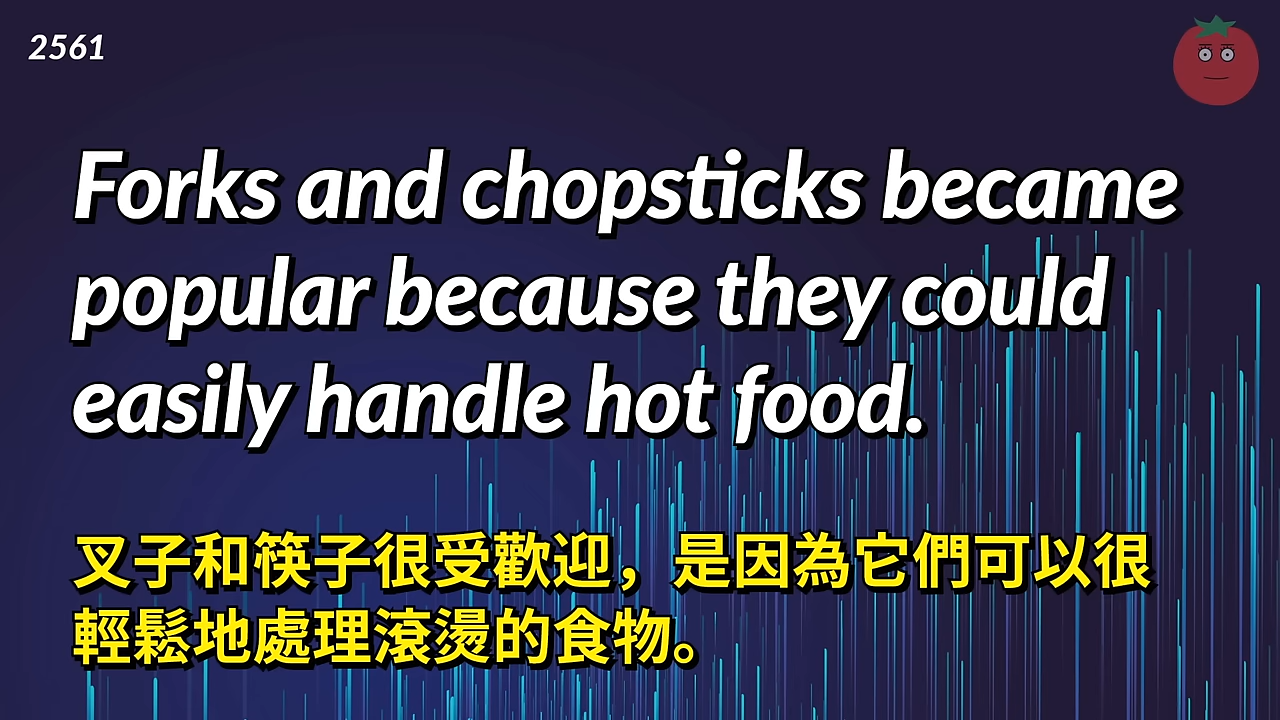 2561
Forks and chopsticks became
popular because they could
easily handle hot food.
叉子和筷子很受歡迎，是因為它們可以很
輕鬆地處理滾燙的食物。